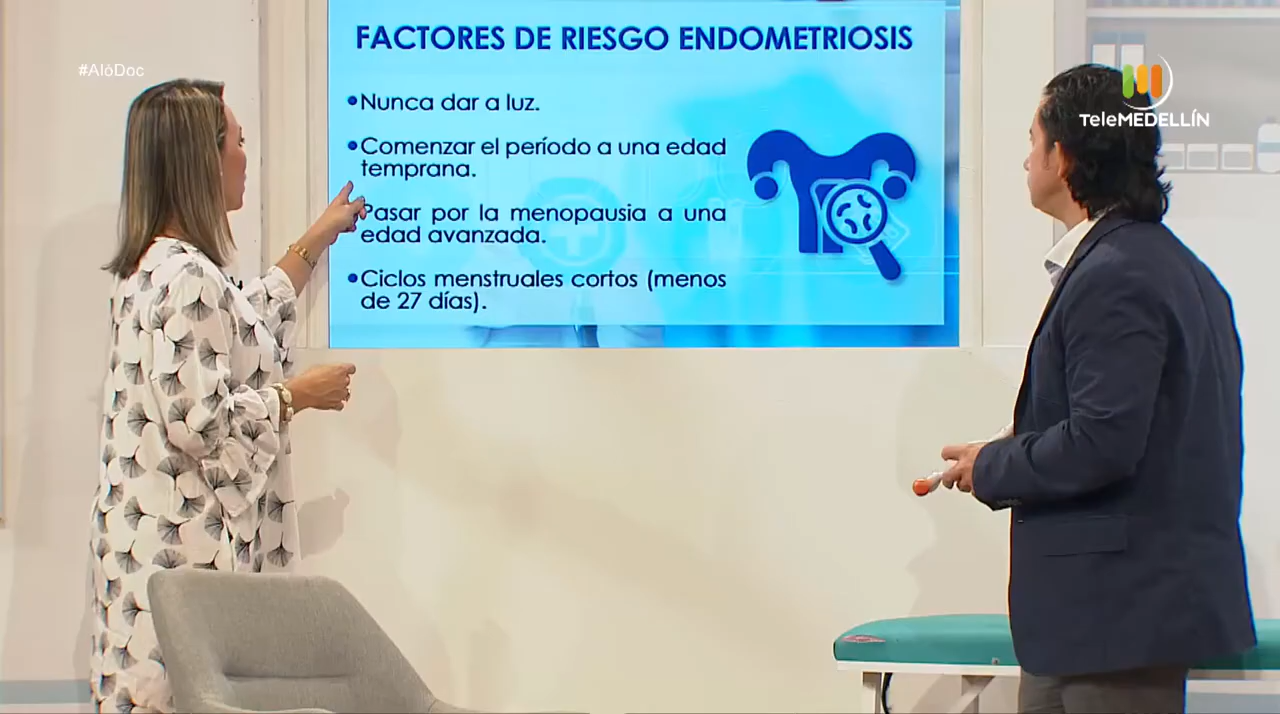 FACTORES DE RIESGO ENDOMETRIOSIS
#AlóDoc
TeleMEDELLÍN
•Nunca dar a luz.
•Comenzar el período a una edad
temprana.
Pasar por la menopausia a una
edad avanzada.
•Ciclos menstruales cortos (menos
de 27 días).